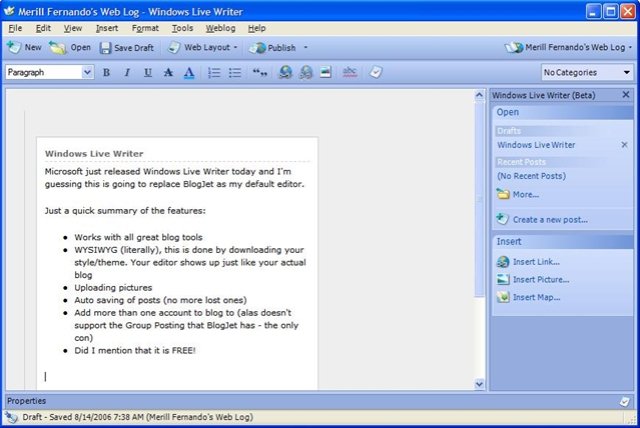 Merill Fernando's Web Log - Windows Live Writer
File Edit View Insert Format Tools Weblog Help
New Open Save Draft Web Layout Publish Merill Fernando's Web Log
Paragraph B I U A abc No Categories
Windows Live Writer (Beta)
Open
Drafts
Windows Live Writer
Recent Posts
(No Recent Posts)
More...
Create a new post...
Insert
Insert Link...
Insert Picture...
Insert Map...
Windows Live Writer
Microsoft just released Windows Live Writer today and I'm
guessing this is going to replace BlogJet as my default editor.
Just a quick summary of the features:
Works with all great blog tools
WYSIWYG (literally), this is done by downloading your
style/theme. Your editor shows up just like your actual
blog
Uploading pictures
Auto saving of posts (no more lost ones)
Add more than one account to blog to (alas doesn't
support the Group Posting that BlogJet has - the only
con)
Did I mention that it is FREE!
Properties
Draft - Saved 8/14/2006 7:38 AM (Merill Fernando's Web Log)